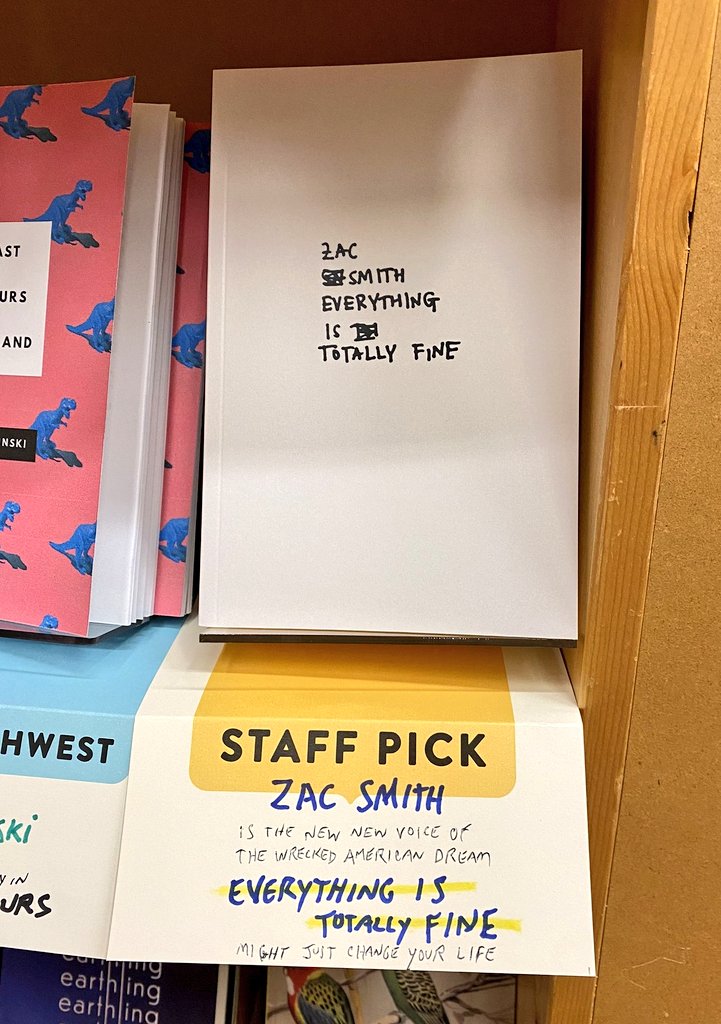 AST
URS
AND
NSKI
ZAC
SMITH
EVERYTHING
IS
TOTALLY FINE
HWEST
SKI
IN
URS
STAFF PICK
ZAC SMITH
IS THE NEW NEW VOICE OF
THE WRECKED AMERICAN DREAM
EVERYTHING IS
TOTALLY FINE
MIGHT JUST CHANGE YOUR LIFE
earthling
earthling
earthling
earthling